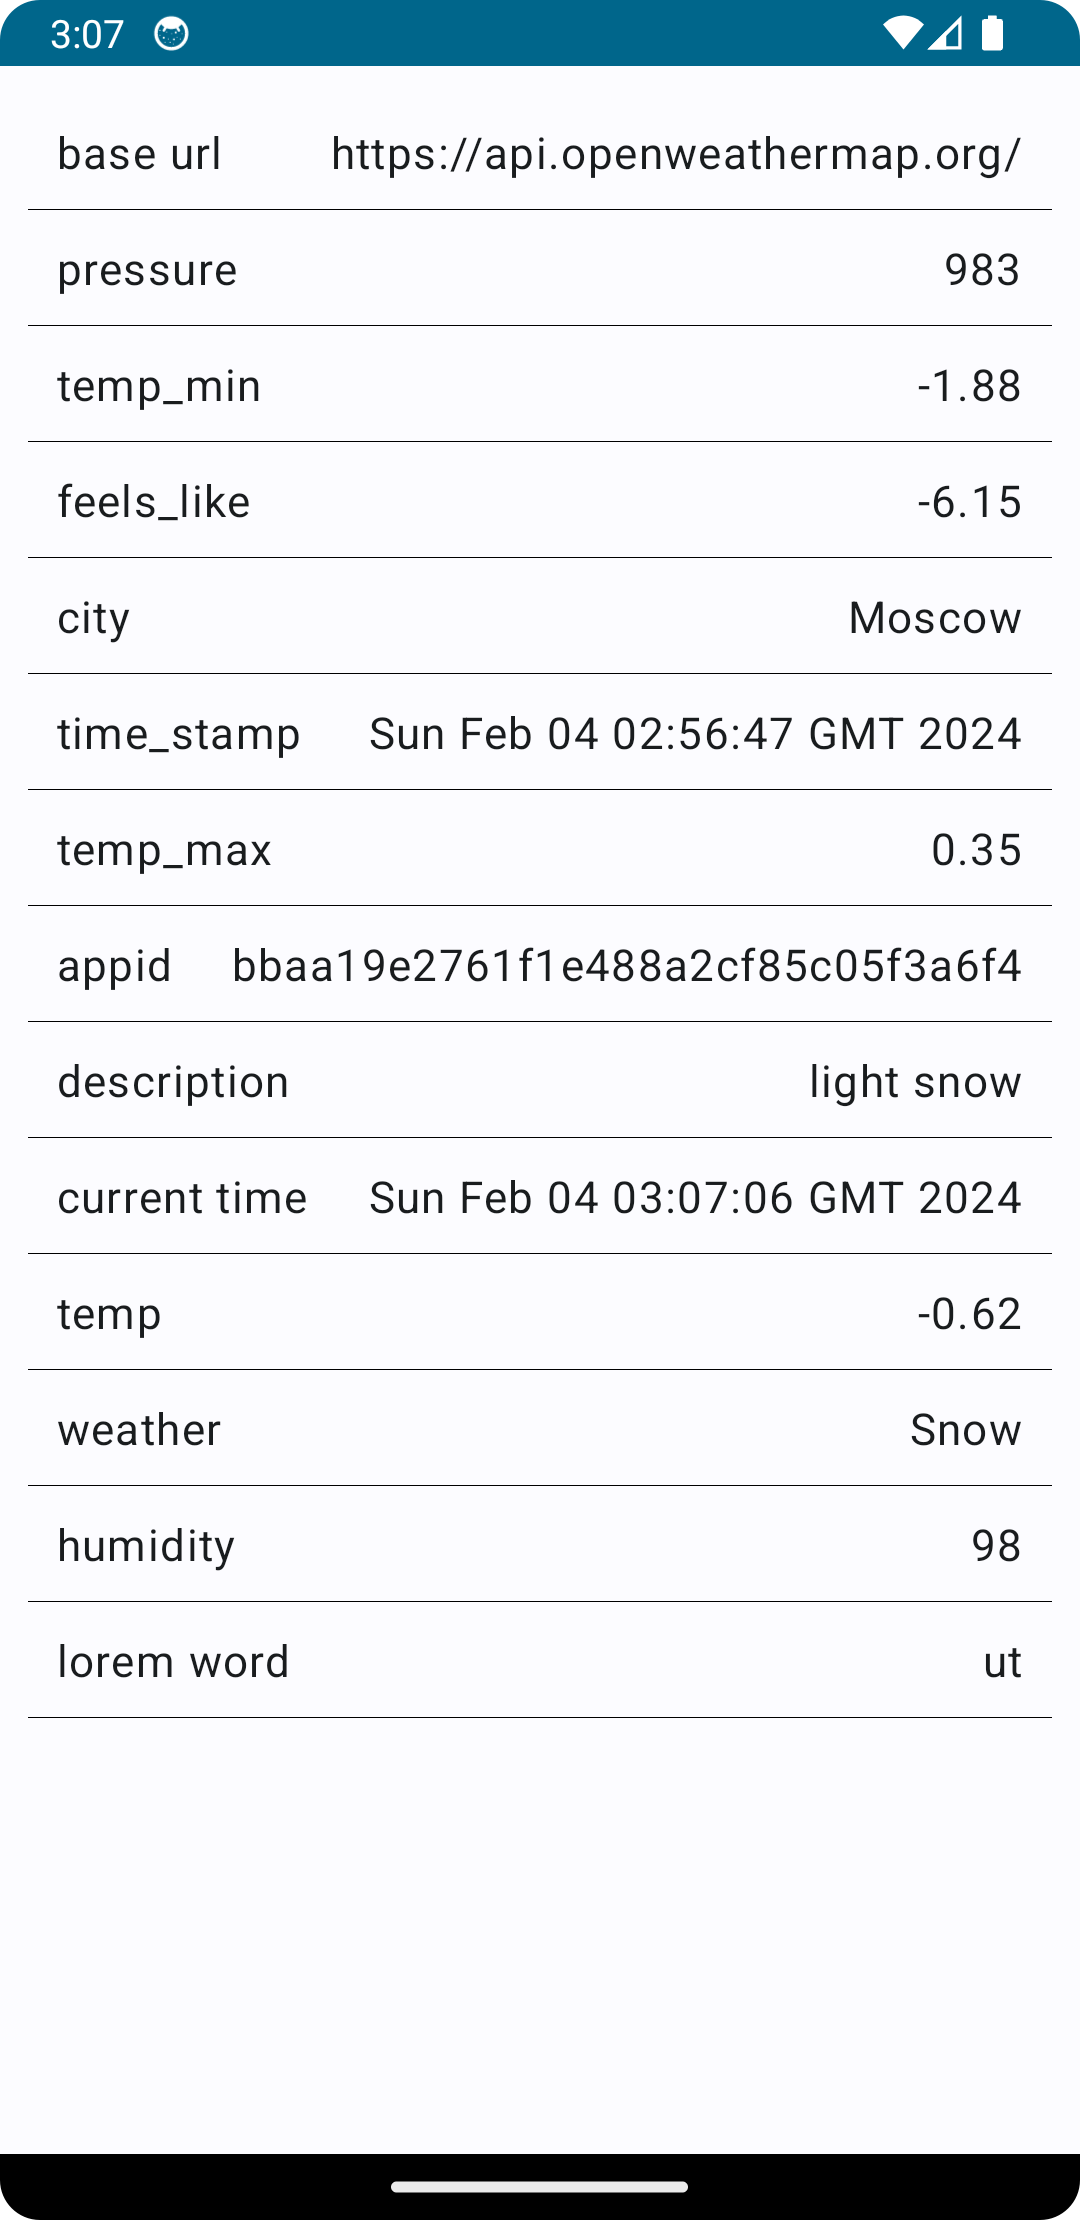 3:07
base url https://api.openweathermap.org/
pressure 983
temp_min -1.88
feels_like -6.15
city Moscow
time_stamp Sun Feb 04 02:56:47 GMT 2024
temp_max 0.35
appid bbaa19e2761f1e488a2cf85c05f3a6f4
description light snow
current time Sun Feb 04 03:07:06 GMT 2024
temp -0.62
weather Snow
humidity 98
lorem word ut